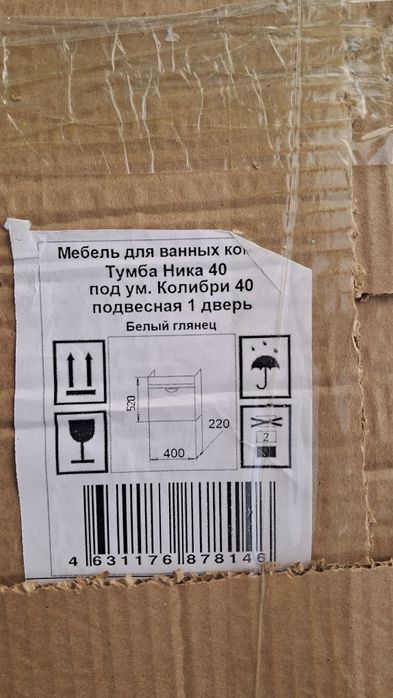 Мебель для ванных
Тумба Ника 40
под ум. Колибри 40
подвесная 1 дверь
Белый глянец
520
220
400
2
4 631176 878146